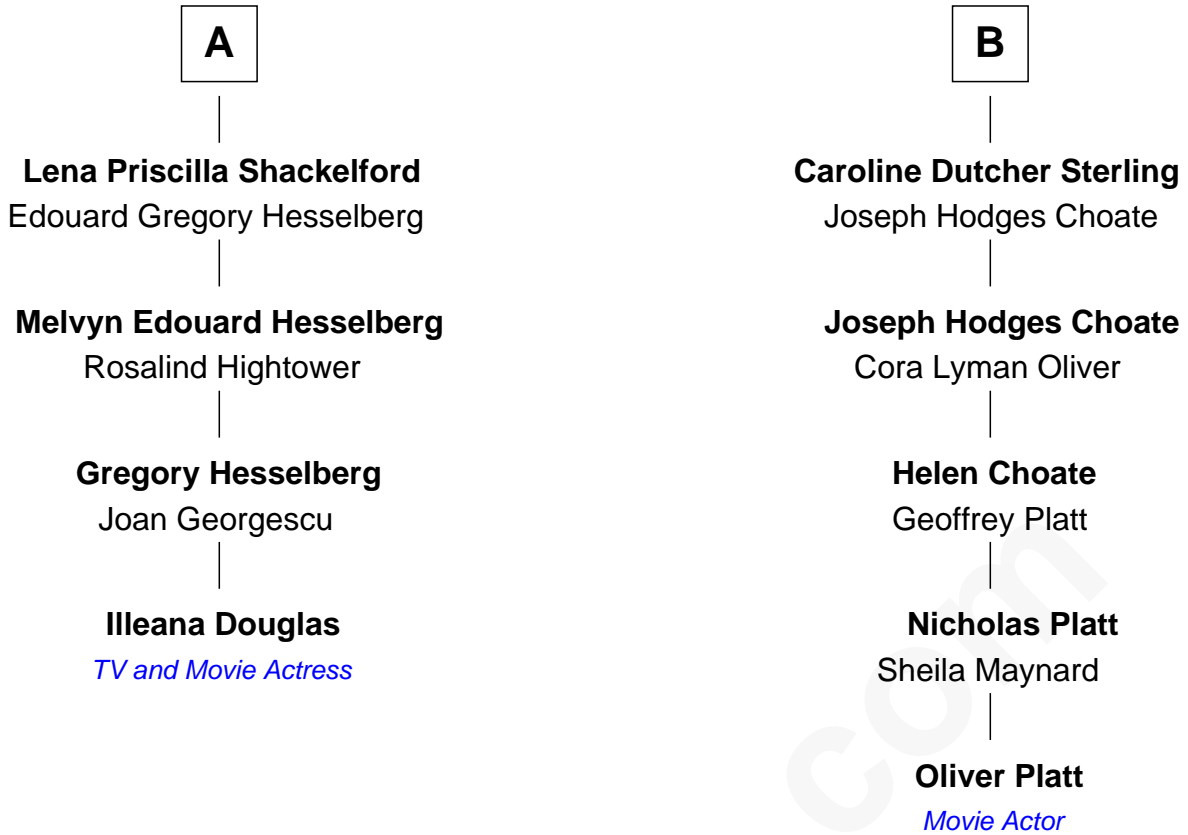 A
Lena Priscilla Shackelford
Edouard Gregory Hesselberg
Melvyn Edouard Hesselberg
Rosalind Hightower
Gregory Hesselberg
Joan Georgescu
Illeana Douglas
TV and Movie Actress
B
Caroline Dutcher Sterling
Joseph Hodges Choate
Joseph Hodges Choate
Cora Lyman Oliver
Helen Choate
Geoffrey Platt
Nicholas Platt
Sheila Maynard
Oliver Platt
Movie Actor
com